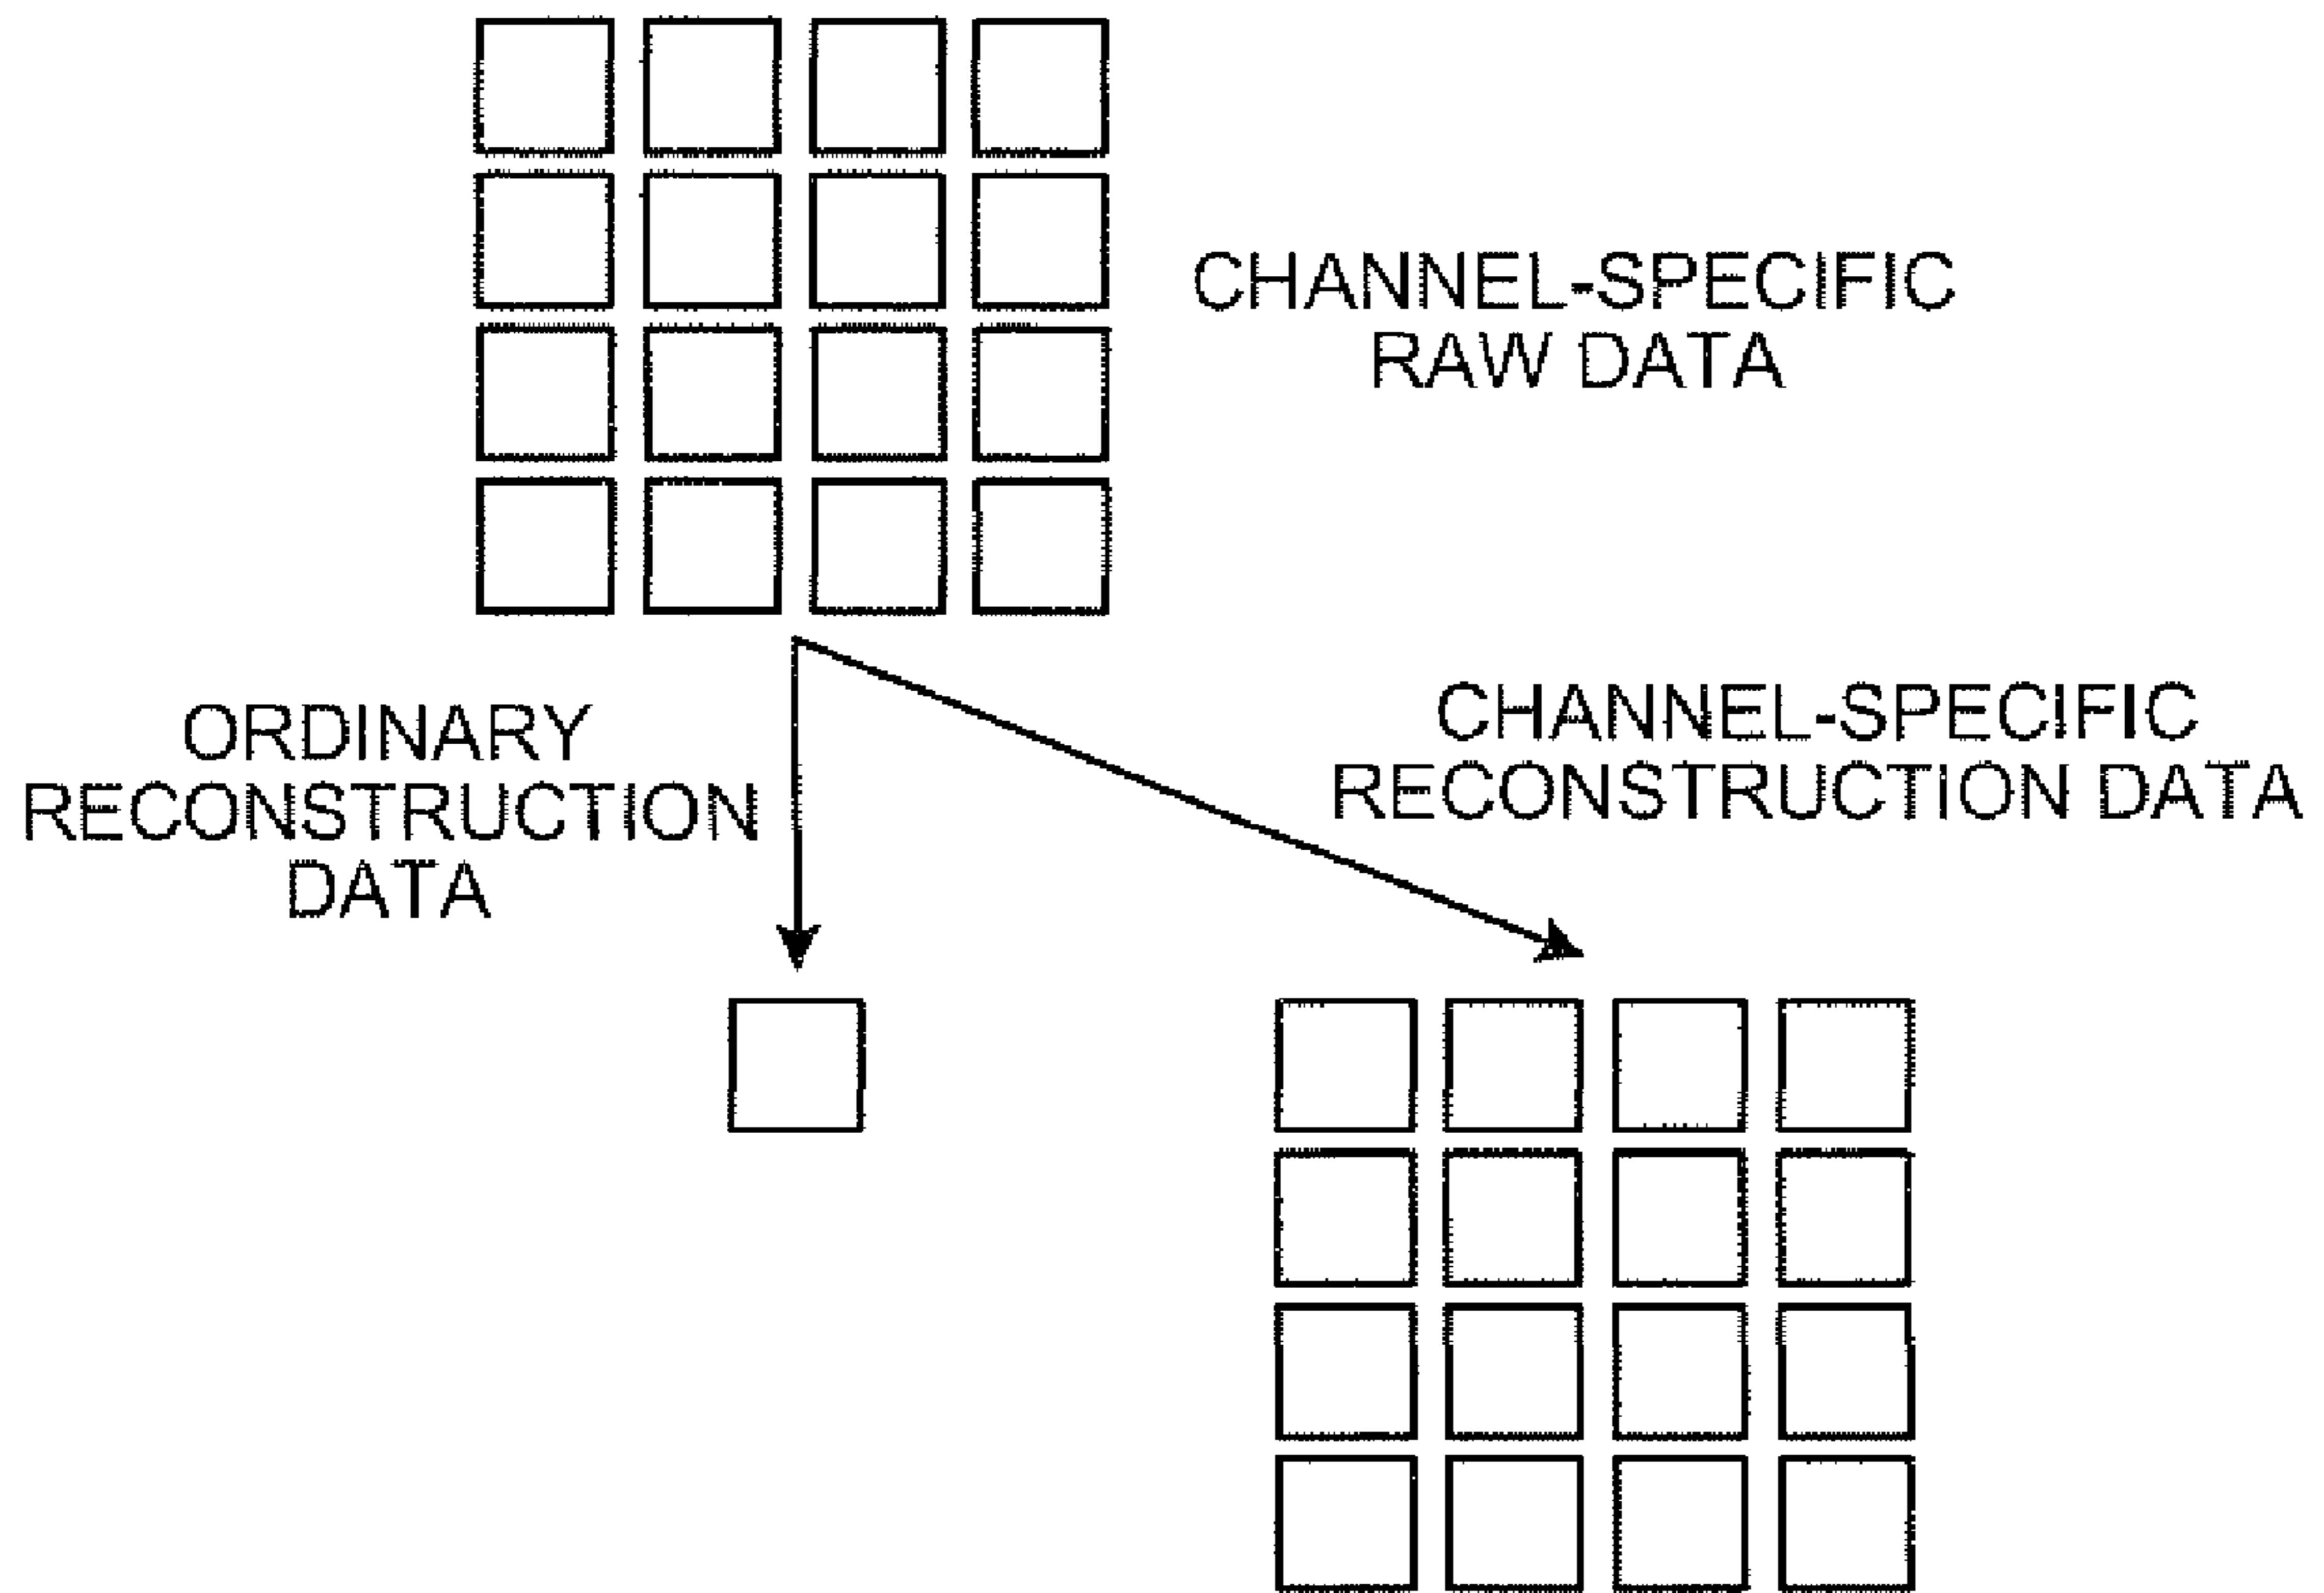 CHANNEL-SPECIFIC
RAW DATA
ORDINARY
RECONSTRUCTION
DATA
CHANNEL-SPECIFIC
RECONSTRUCTION DATA